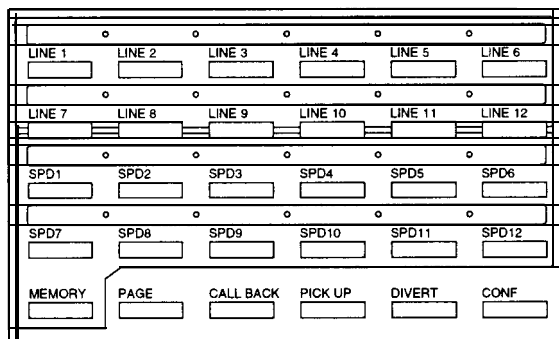 LINE 1 LINE 2 LINE 3 LINE 4 LINE 5 LINE 6
LINE 7 LINE 8 LINE 9 LINE 10 LINE 11 LINE 12
SPD1 SPD2 SPD3 SPD4 SPD5 SPD6
SPD7 SPD8 SPD9 SPD10 SPD11 SPD12
MEMORY PAGE CALL BACK PICK UP DIVERT CONF